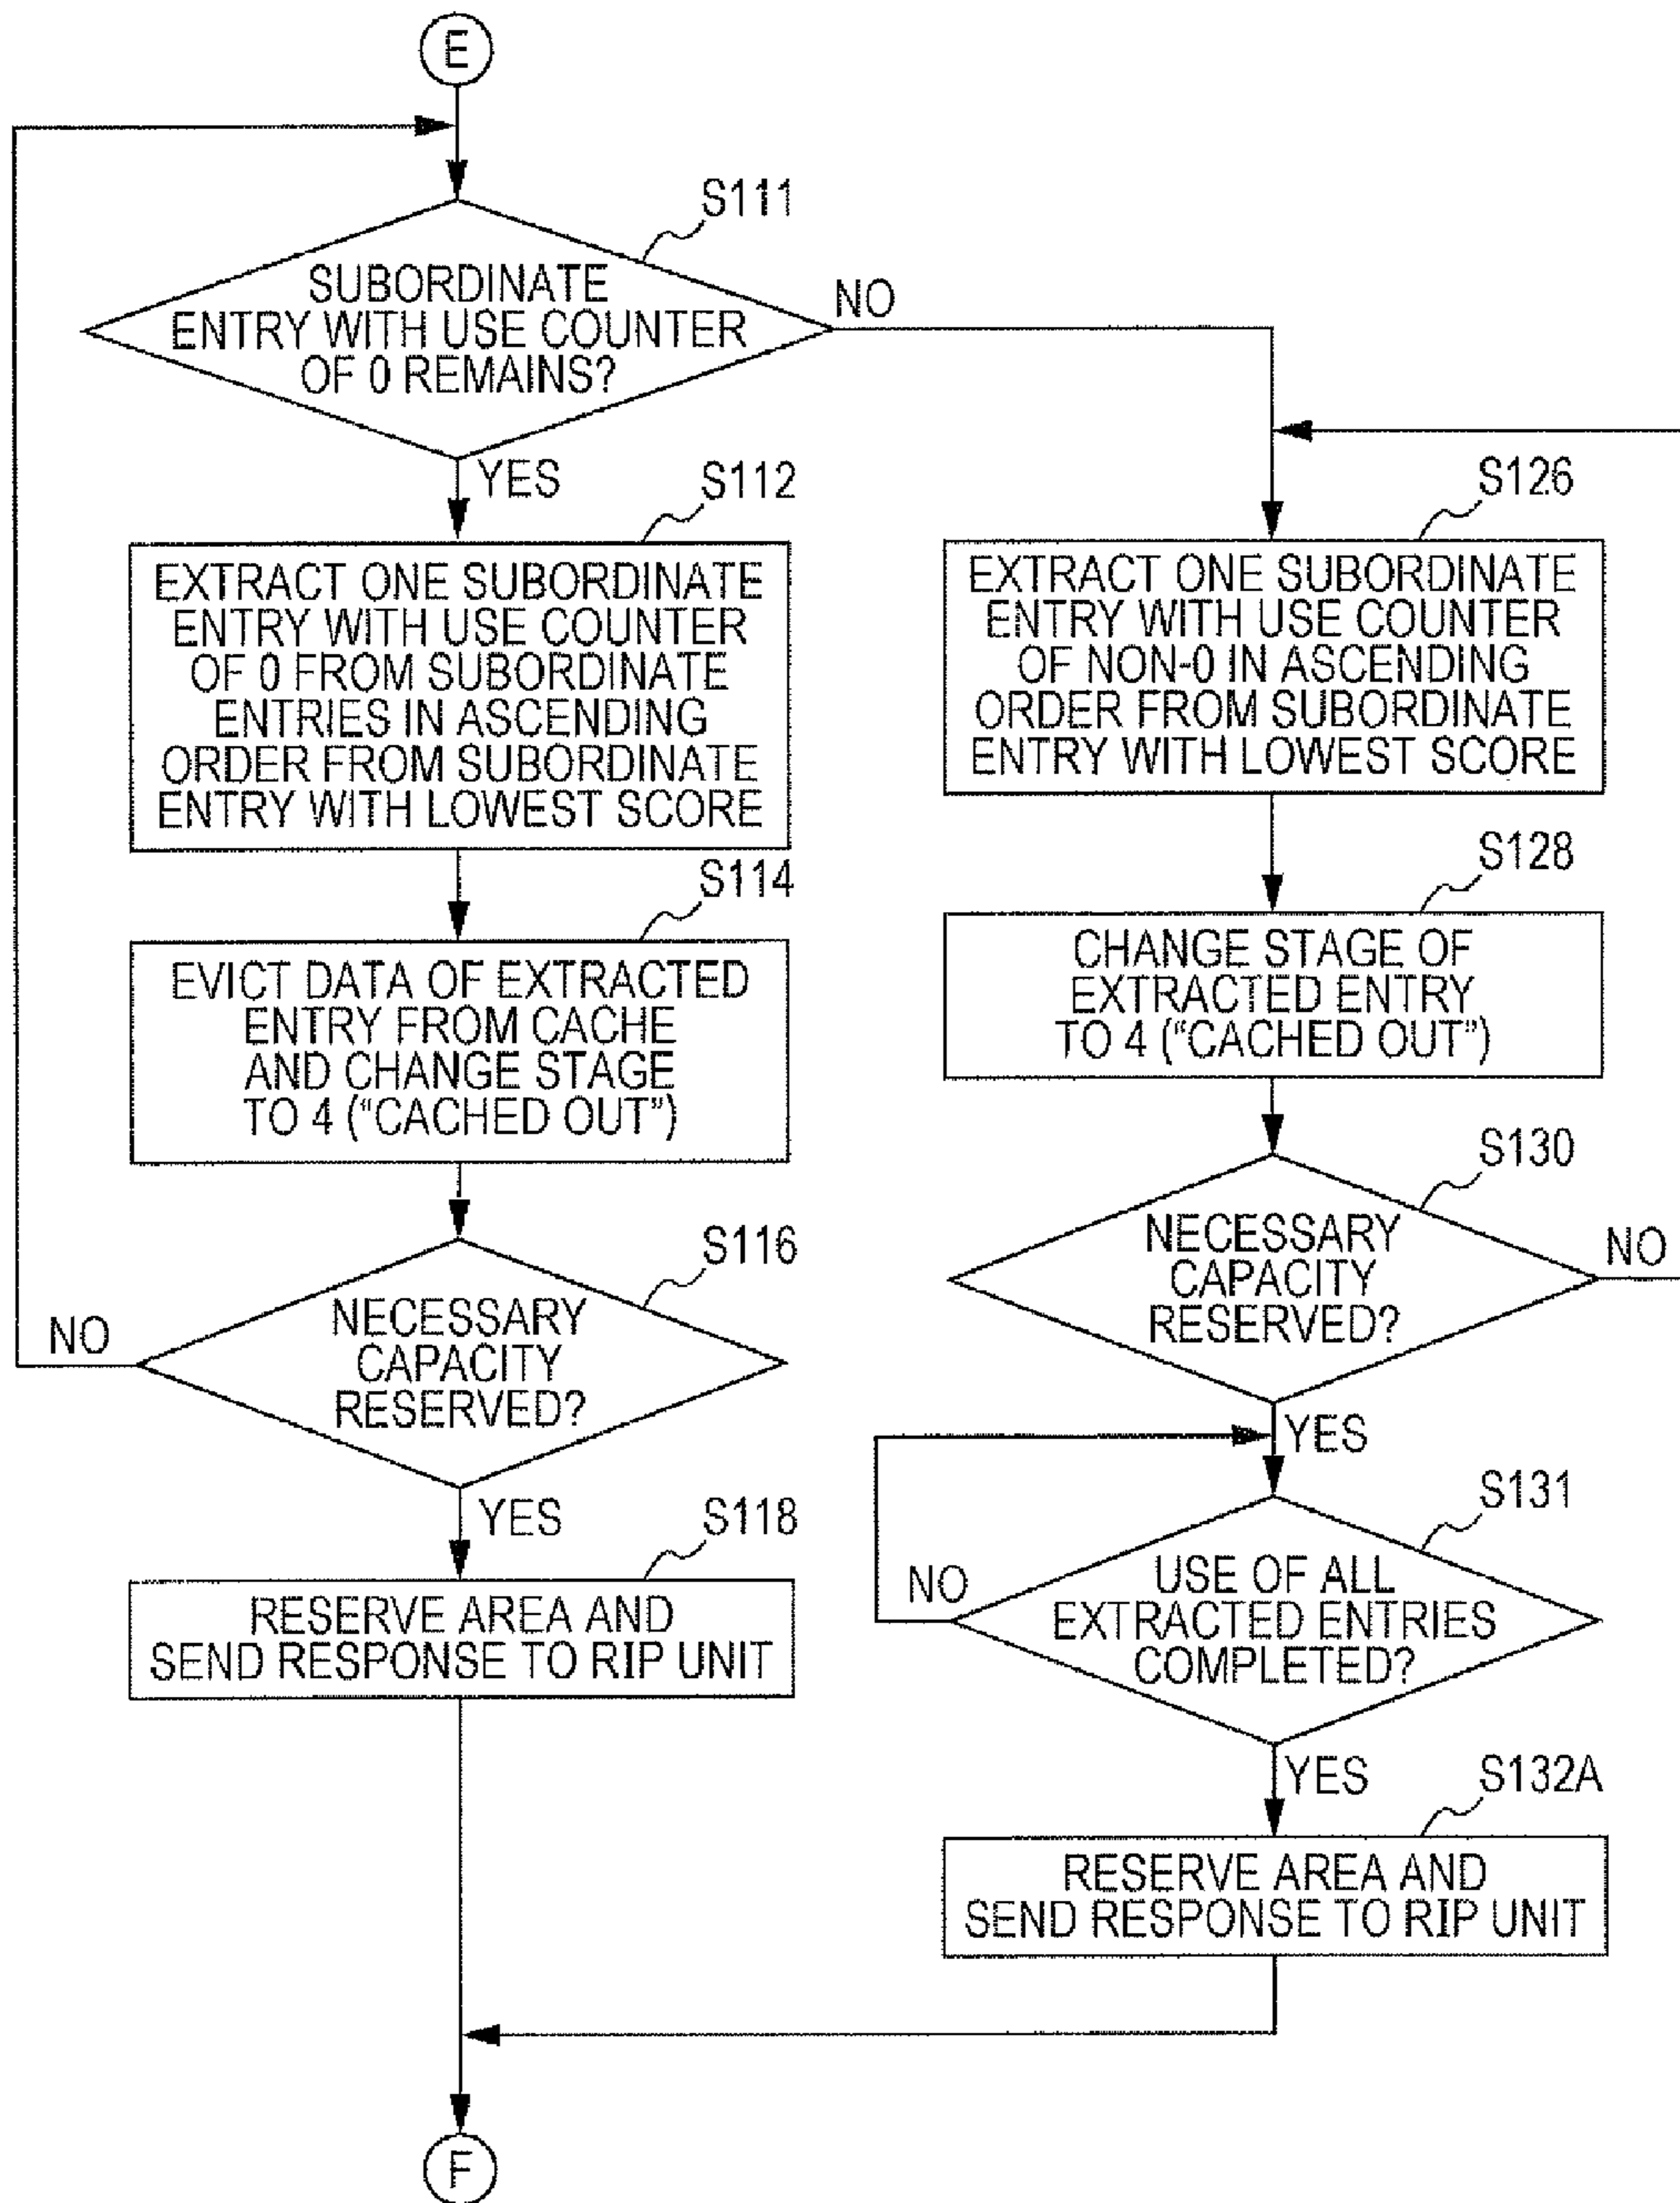 E
S111
SUBORDINATE
ENTRY WITH USE COUNTER
OF 0 REMAINS?
NO
YES
S112
EXTRACT ONE SUBORDINATE
ENTRY WITH USE COUNTER
OF 0 FROM SUBORDINATE
ENTRIES IN ASCENDING
ORDER FROM SUBORDINATE
ENTRY WITH LOWEST SCORE
S114
EVICT DATA OF EXTRACTED
ENTRY FROM CACHE
AND CHANGE STAGE
TO 4 ("CACHED OUT")
S116
NECESSARY
CAPACITY
RESERVED?
NO
YES
S118
RESERVE AREA AND
SEND RESPONSE TO RIP UNIT
S126
EXTRACT ONE SUBORDINATE
ENTRY WITH USE COUNTER
OF NON-0 IN ASCENDING
ORDER FROM SUBORDINATE
ENTRY WITH LOWEST SCORE
S128
CHANGE STAGE OF
EXTRACTED ENTRY
TO 4 ("CACHED OUT")
S130
NECESSARY
CAPACITY
RESERVED?
NO
YES
S131
USE OF ALL
EXTRACTED ENTRIES
COMPLETED?
NO
YES
S132A
RESERVE AREA AND
SEND RESPONSE TO RIP UNIT
F